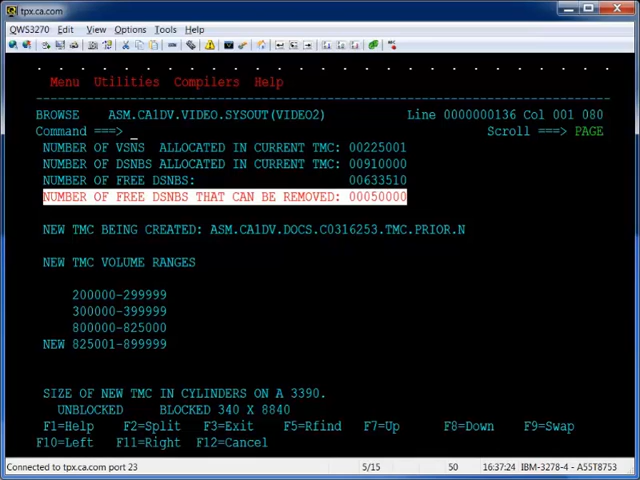 tpx.ca.com
QWS3270 Edit View Options Tools Help
. . . . . . . . . . . . . . . . . . . . . . .
Menu Utilities Compilers Help
--------------------------------------------------------------------------------
BROWSE ASM.CA1DV.VIDEO.SYSOUT(VIDEO2) Line 0000000136 Col 001 080
Command ===> _ Scroll ===> PAGE
NUMBER OF VSNS ALLOCATED IN CURRENT TMC: 00225001
NUMBER OF DSNBS ALLOCATED IN CURRENT TMC: 00910000
NUMBER OF FREE DSNBS: 00633510
NUMBER OF FREE DSNBS THAT CAN BE REMOVED: 00050000
NEW TMC BEING CREATED: ASM.CA1DV.DOCS.C0316253.TMC.PRIOR.N
NEW TMC VOLUME RANGES
200000-299999
300000-399999
800000-825000
NEW 825001-899999
SIZE OF NEW TMC IN CYLINDERS ON A 3390.
UNBLOCKED BLOCKED 340 X 8840
F1=Help F2=Split F3=Exit F5=Rfind F7=Up F8=Down F9=Swap
F10=Left F11=Right F12=Cancel
Connected to tpx.ca.com port 23 5/15 50 16:37:24 IBM-3278-4 - A55T8753